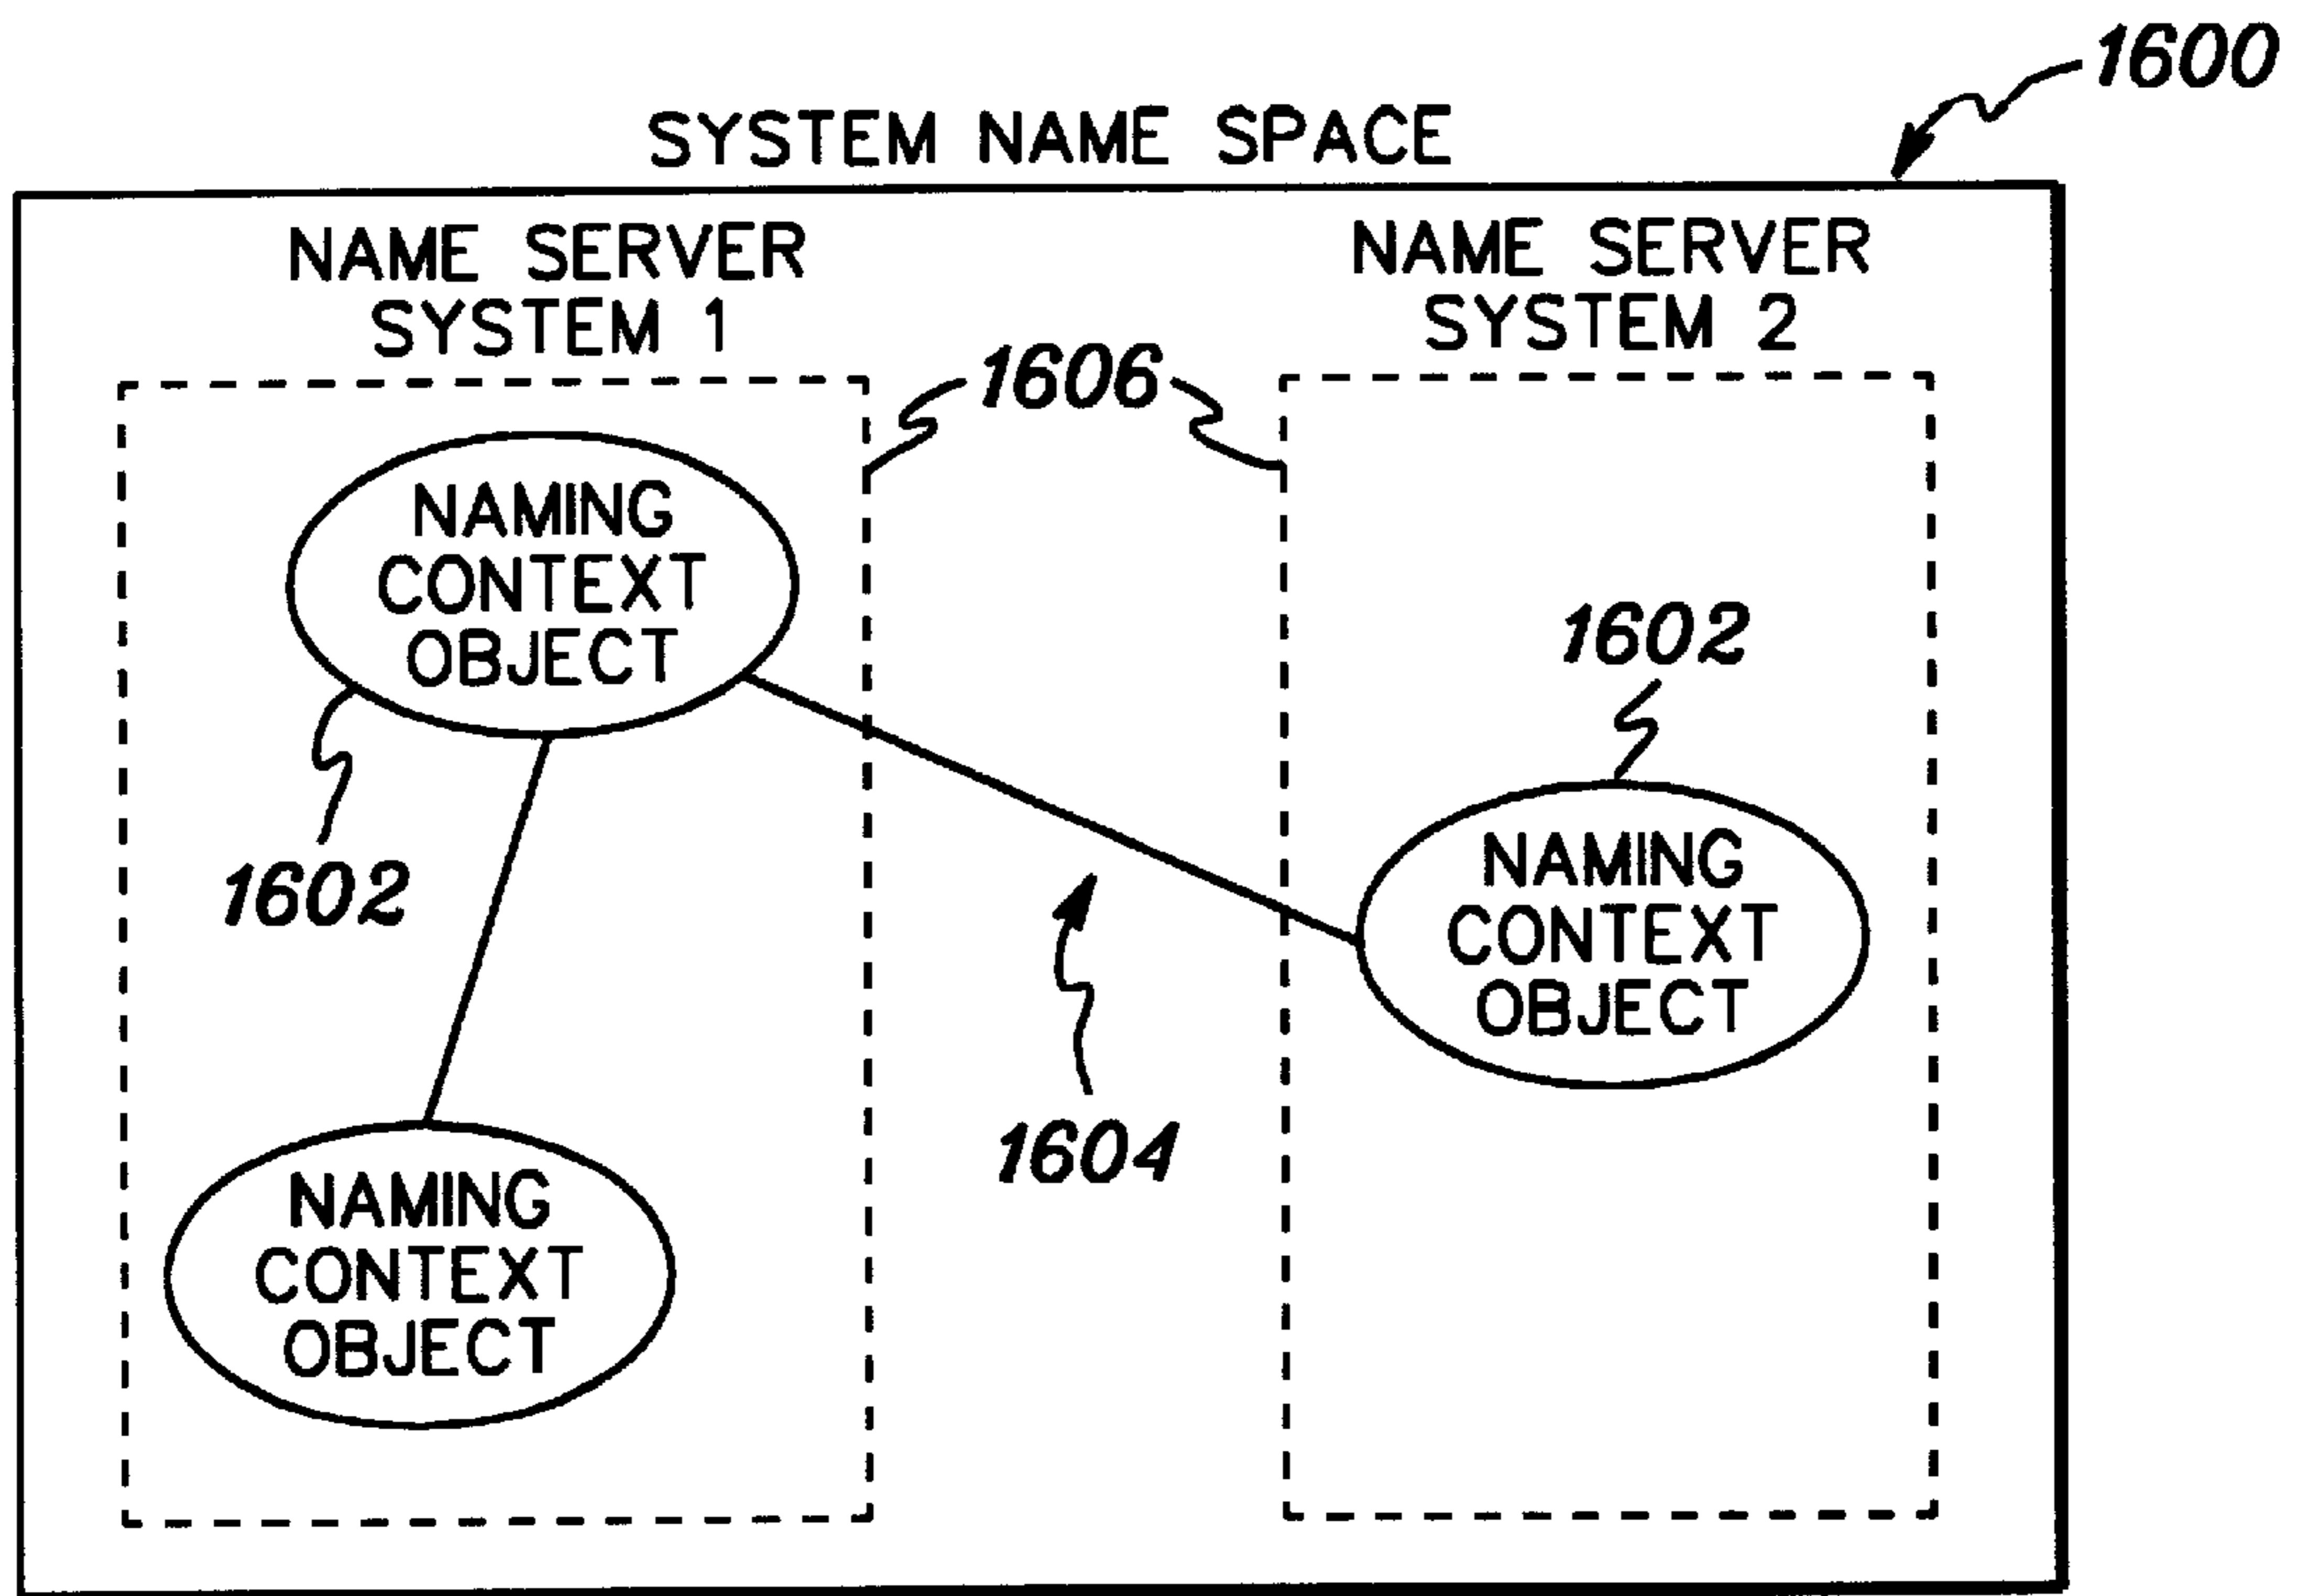 1600
SYSTEM NAME SPACE
NAME SERVER
SYSTEM 1
NAME SERVER
SYSTEM 2
1606
NAMING
CONTEXT
OBJECT
1602
1602
NAMING
CONTEXT
OBJECT
1604
NAMING
CONTEXT
OBJECT